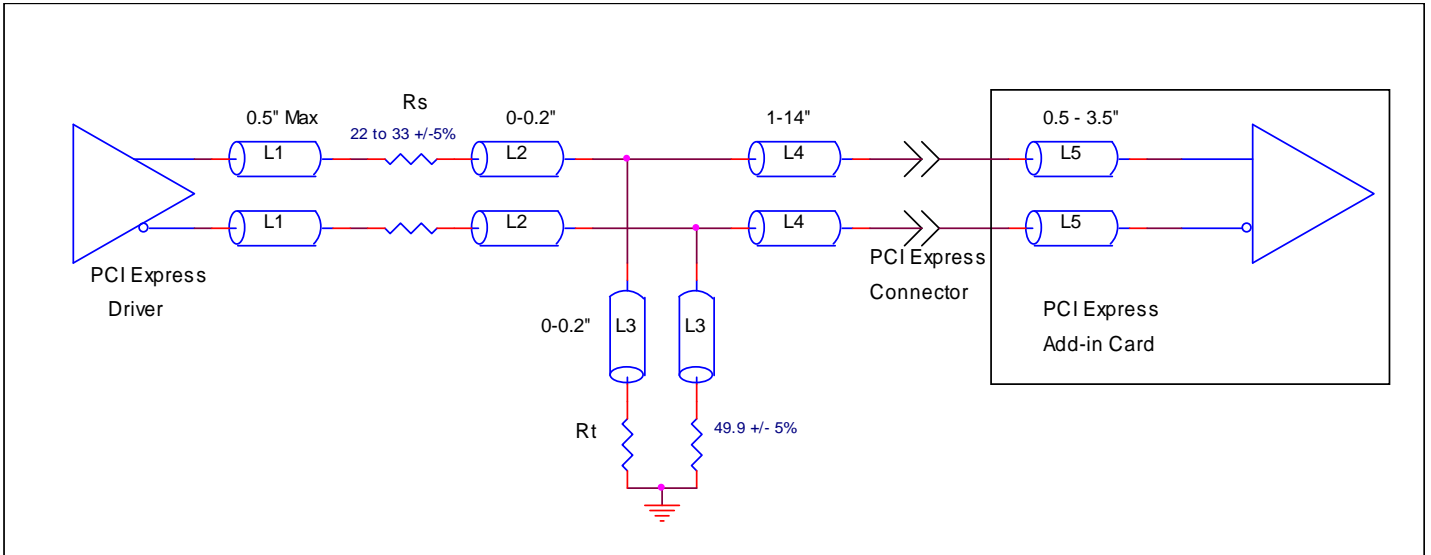 Rs
0.5" Max
22 to 33 +/-5%
0-0.2"
1-14"
0.5 - 3.5"
L1
L2
L4
L5
L1
L2
L4
L5
PCI Express
Driver
PCI Express
Connector
0-0.2"
L3
L3
PCI Express
Add-in Card
Rt
49.9 +/- 5%